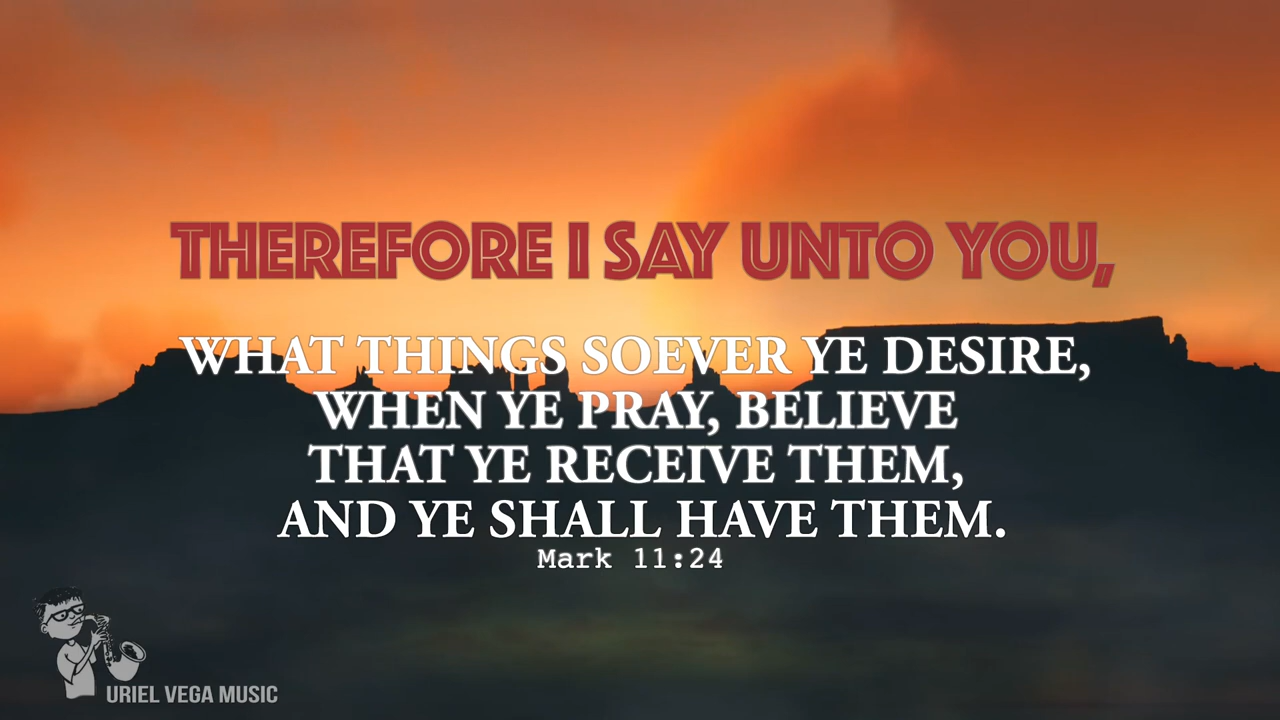 THEREFORE I SAY UNTO YOU,
WHAT THINGS SOEVER YE DESIRE,
WHEN YE PRAY, BELIEVE
THAT YE RECEIVE THEM,
AND YE SHALL HAVE THEM.
Mark 11:24
URIEL VEGA MUSIC